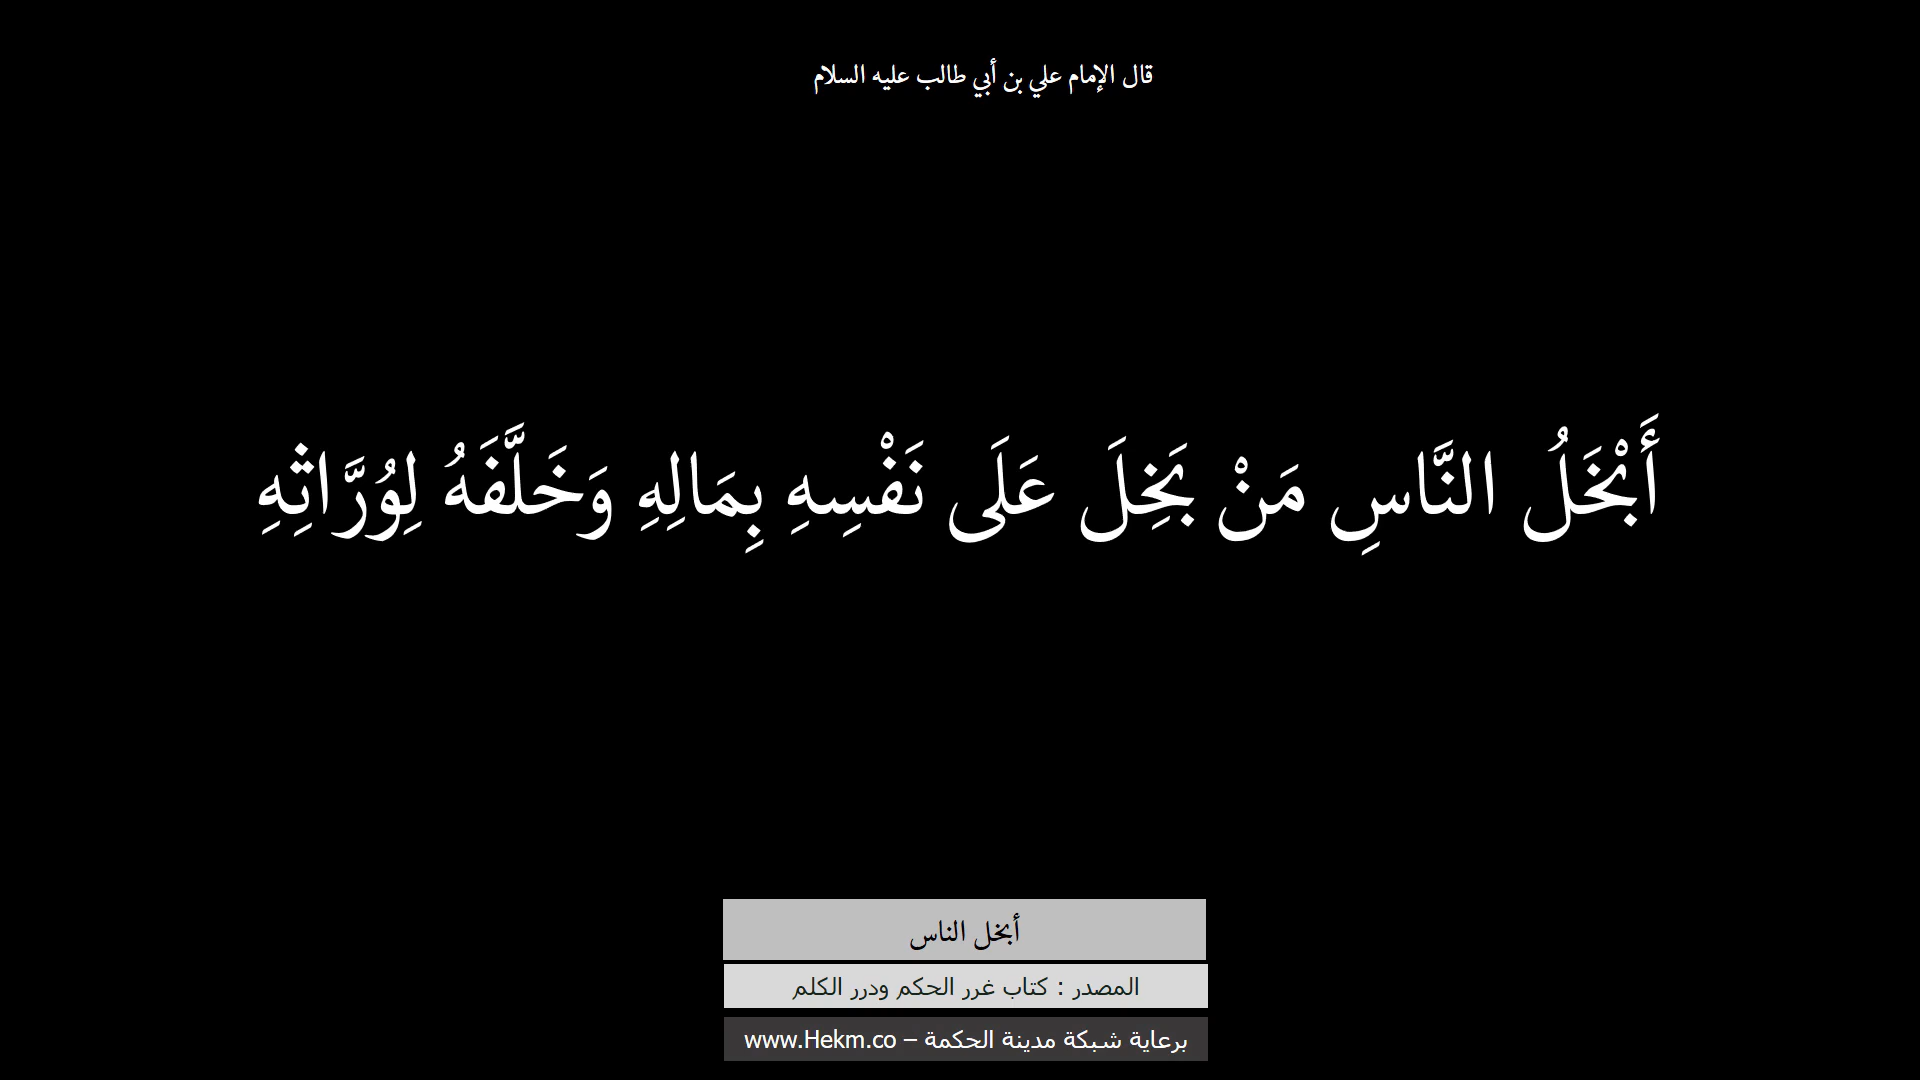 قال الإمام علي بن أبي طالب عليه السلام
أَبْخَلُ النَّاسِ مَنْ بَخِلَ عَلَى نَفْسِهِ بِمَالِهِ وَخَلَّفَهُ لِوُرَّاثِهِ
أبخل الناس
المصدر : كتاب غرر الحكم ودرر الكلم
برعاية شبكة مدينة الحكمة – www.Hekm.co